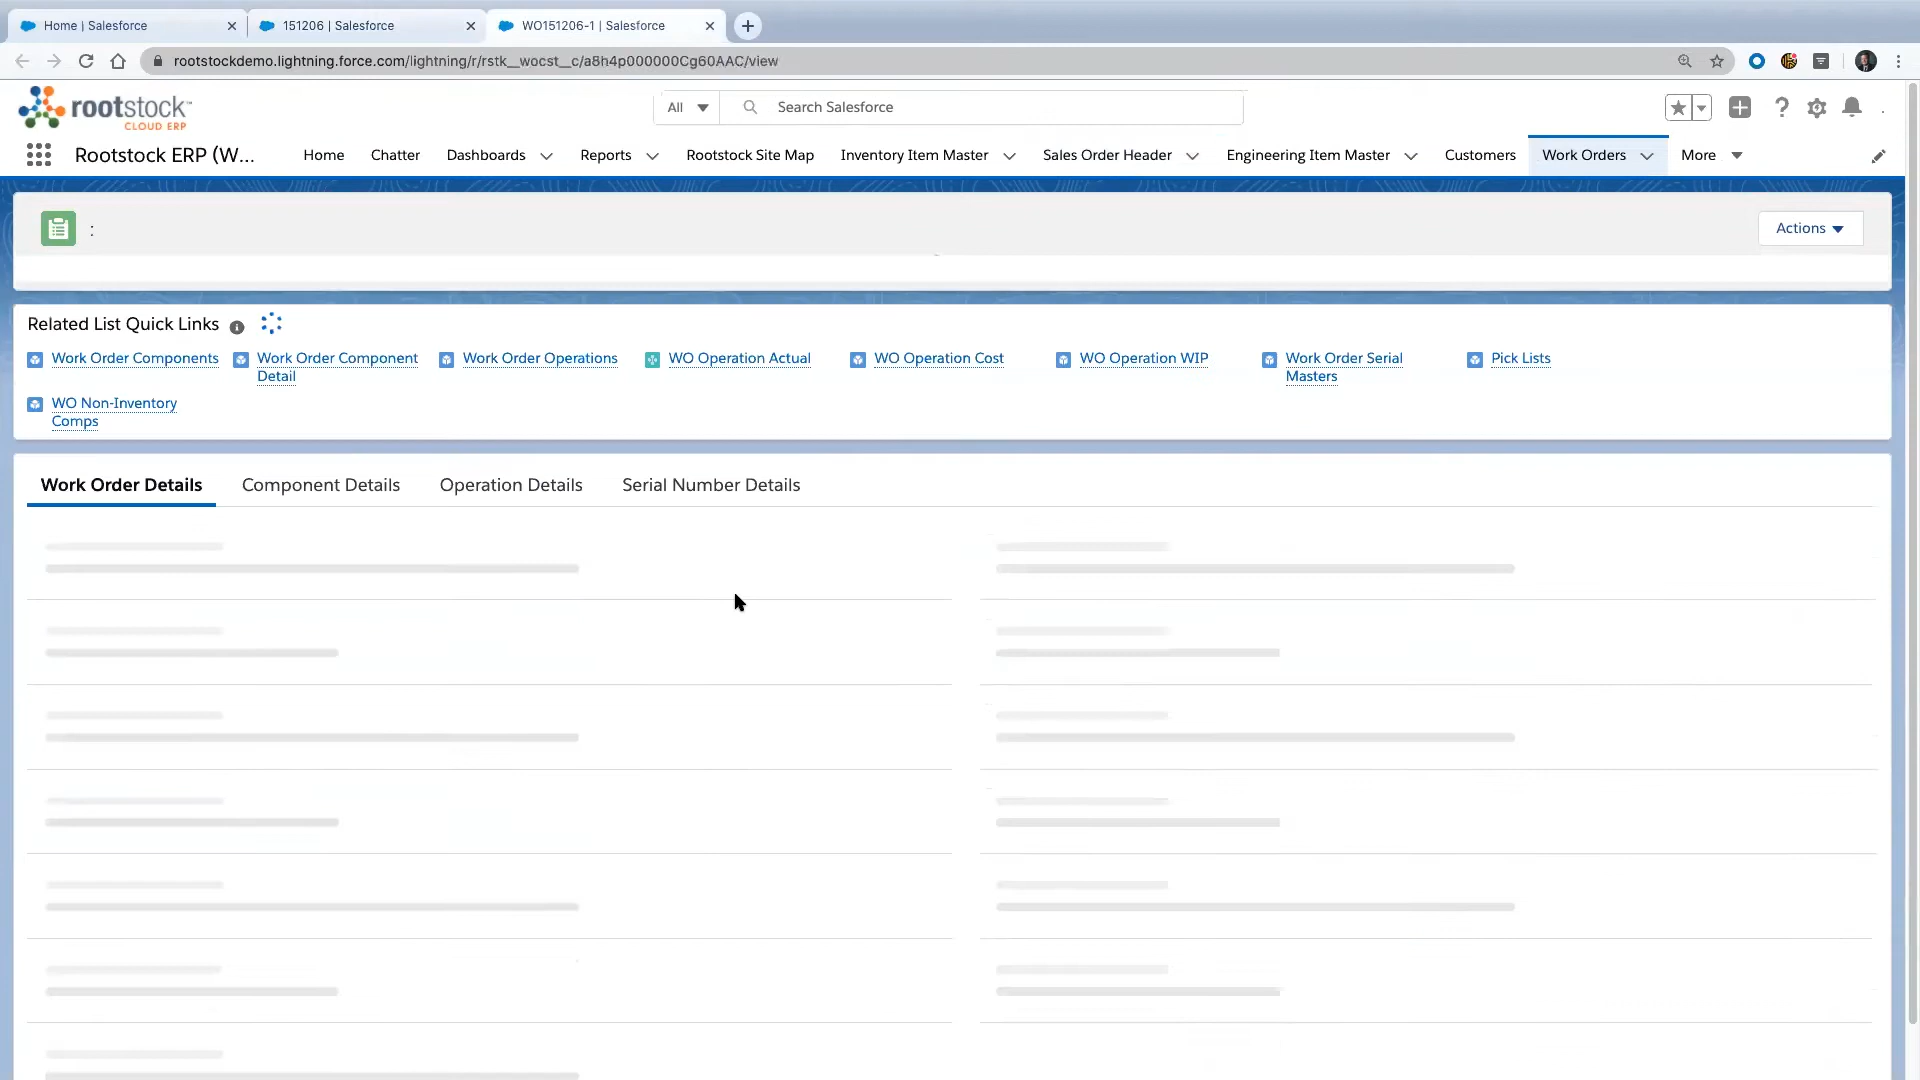 Home | Salesforce
151206 | Salesforce
WO151206-1 | Salesforce
rootstockdemo.lightning.force.com/lightning/r/rstk__wocst__c/a8h4p000000Cg60AAC/view
rootstock™
CLOUD ERP
All
Search Salesforce
Rootstock ERP (W...
Home
Chatter
Dashboards
Reports
Rootstock Site Map
Inventory Item Master
Sales Order Header
Engineering Item Master
Customers
Work Orders
More
:
Actions
Related List Quick Links
Work Order Components
Work Order Component
Detail
Work Order Operations
WO Operation Actual
WO Operation Cost
WO Operation WIP
Work Order Serial
Masters
Pick Lists
WO Non-Inventory
Comps
Work Order Details
Component Details
Operation Details
Serial Number Details